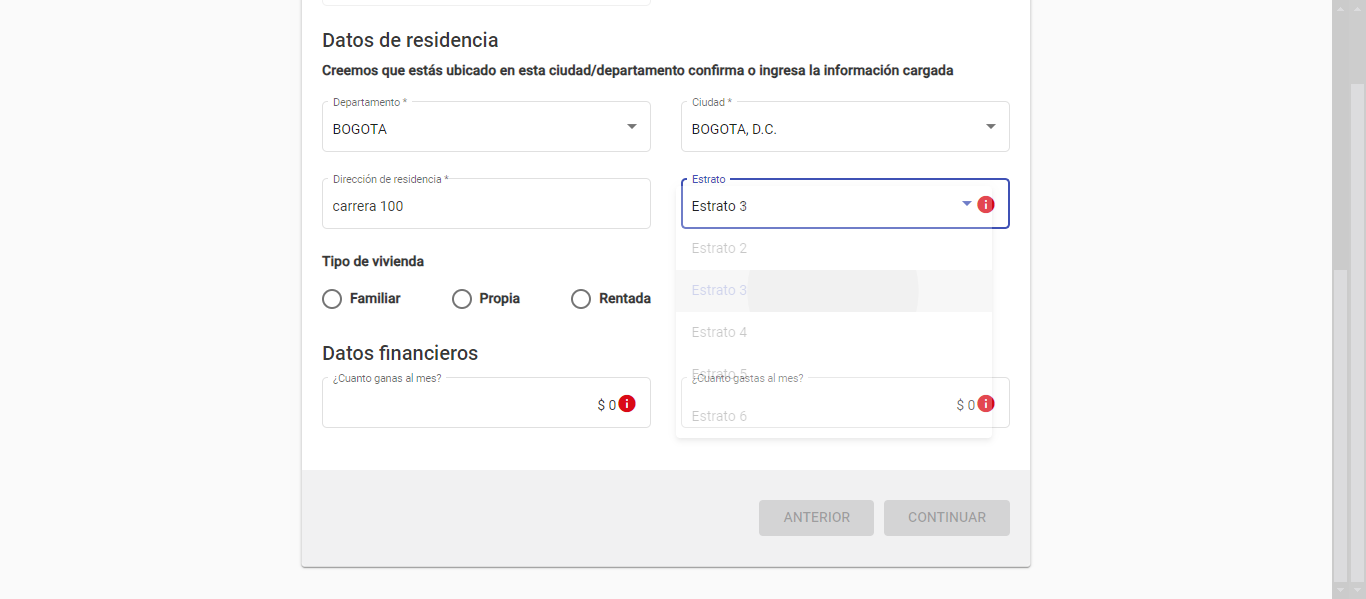 Datos de residencia
Creemos que estás ubicado en esta ciudad/departamento confirma o ingresa la información cargada
Departamento *
BOGOTA
Ciudad *
BOGOTA, D.C.
Dirección de residencia *
carrera 100
Estrato
Estrato 3
Estrato 2
Estrato 3
Estrato 4
Estrato 5
Estrato 6
Tipo de vivienda
Familiar Propia Rentada
Datos financieros
¿Cuanto ganas al mes?
$ 0
¿Cuanto gastas al mes?
$ 0
ANTERIOR CONTINUAR